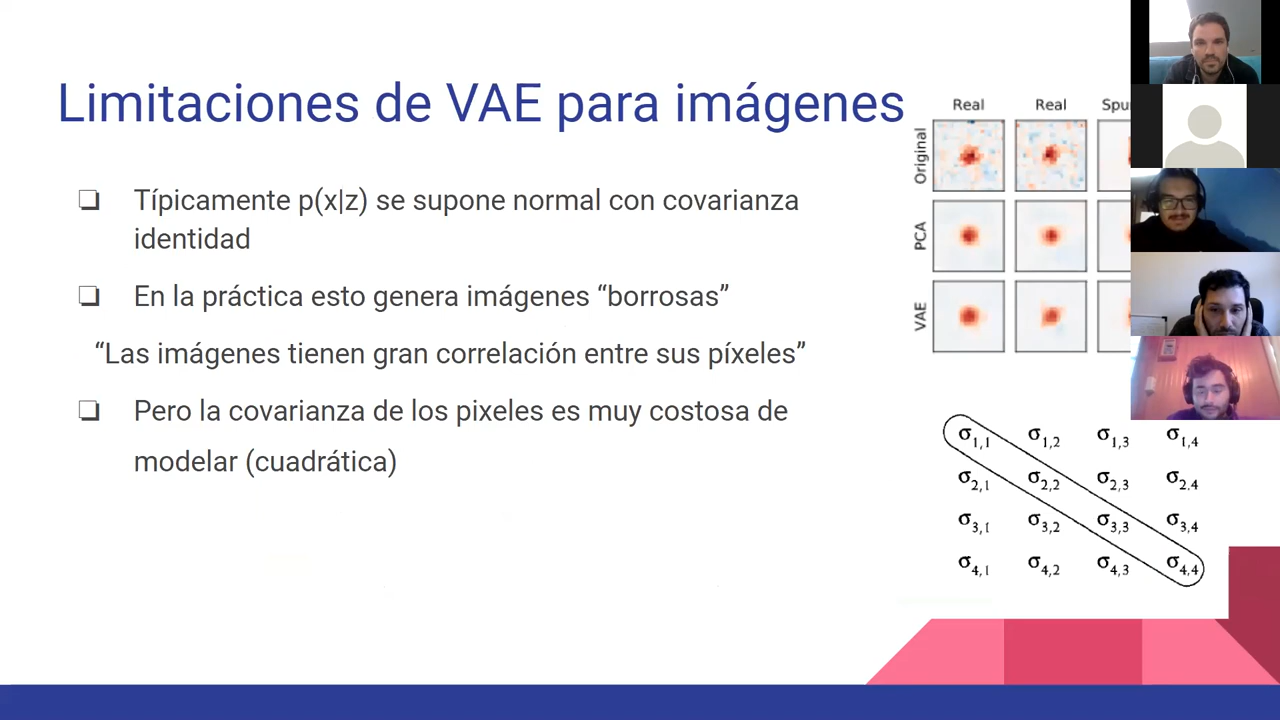 Limitaciones de VAE para imágenes
Típicamente p(x|z) se supone normal con covarianza
identidad
En la práctica esto genera imágenes “borrosas”
“Las imágenes tienen gran correlación entre sus píxeles”
Pero la covarianza de los pixeles es muy costosa de
modelar (cuadrática)
Real Real Spu
Original
PCA
VAE
σ1,1 σ1,2 σ1,3 σ1,4
σ2,1 σ2,2 σ2,3 σ2.4
σ3,1 σ3,2 σ3,3 σ3,4
σ4,1 σ4,2 σ4,3 σ4,4